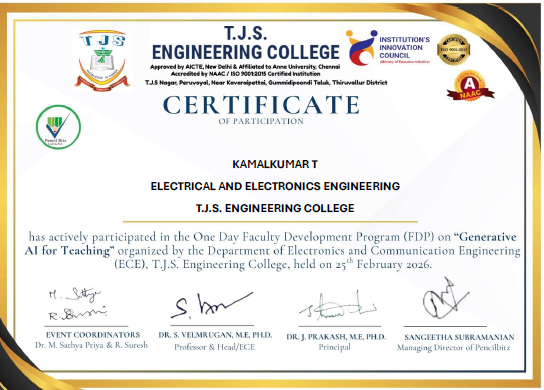 T.J.S.
ENGINEERING COLLEGE
Approved by AICTE, New Delhi & Affiliated to Anna University, Chennai
Accredited by NAAC / ISO 9001:2015 Certified Institution
T.J.S Nagar, Peruvoyal, Near Kavaraipettai, Gummidipoondi Taluk, Thiruvallur District
T J S
INSTITUTION'S
INNOVATION
COUNCIL
(Ministry of Education Initiative)
ISO 9001:2015
A
NAAC
CERTIFICATE
OF PARTICIPATION
Pencil Bitz
KAMALKUMAR T
ELECTRICAL AND ELECTRONICS ENGINEERING
T.J.S. ENGINEERING COLLEGE
has actively participated in the One Day Faculty Development Program (FDP) on “Generative
AI for Teaching” organized by the Department of Electronics and Communication Engineering
(ECE), T.J.S. Engineering College, held on 25th February 2026.
EVENT COORDINATORS
Dr. M. Sathya Priya & R. Suresh
DR. S. VELMRUGAN, M.E, PH.D.
Professor & Head/ECE
DR. J. PRAKASH, M.E, PH.D.
Principal
SANGEETHA SUBRAMANIAN
Managing Director of Pencilbitz